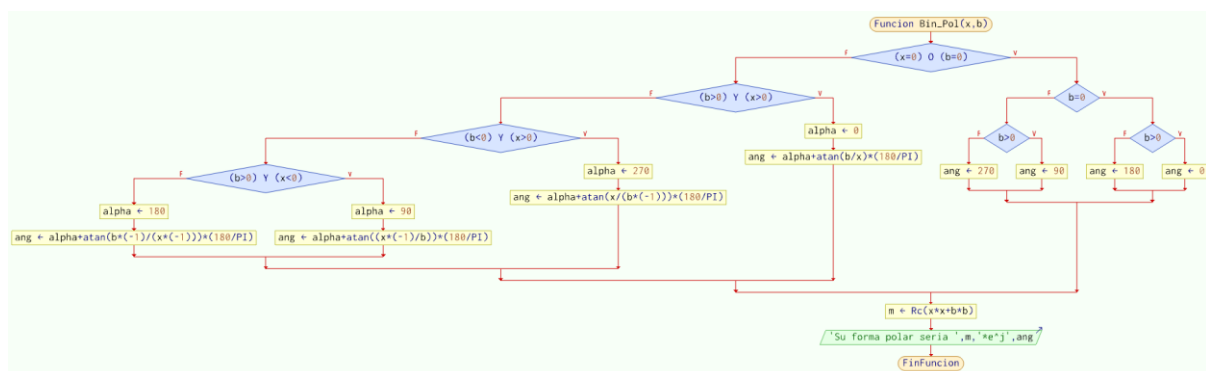 Funcion Bin_Pol(x,b)
F
(x=0) O (b=0)
V
F
(b>0) Y (x>0)
V
F
b=0
V
F
(b<0) Y (x>0)
V
alpha ← 0
F
b>0
V
F
b>0
V
ang ← alpha+atan(b/x)*(180/PI)
F
(b>0) Y (x<0)
V
alpha ← 270
ang ← 270
ang ← 90
ang ← 180
ang ← 0
ang ← alpha+atan(x/(b*(-1)))*(180/PI)
alpha ← 180
alpha ← 90
ang ← alpha+atan(b*(-1)/(x*(-1)))*(180/PI)
ang ← alpha+atan((x*(-1)/b))*(180/PI)
m ← Rc(x*x+b*b)
'Su forma polar seria ',m,'*e^j',ang
FinFuncion